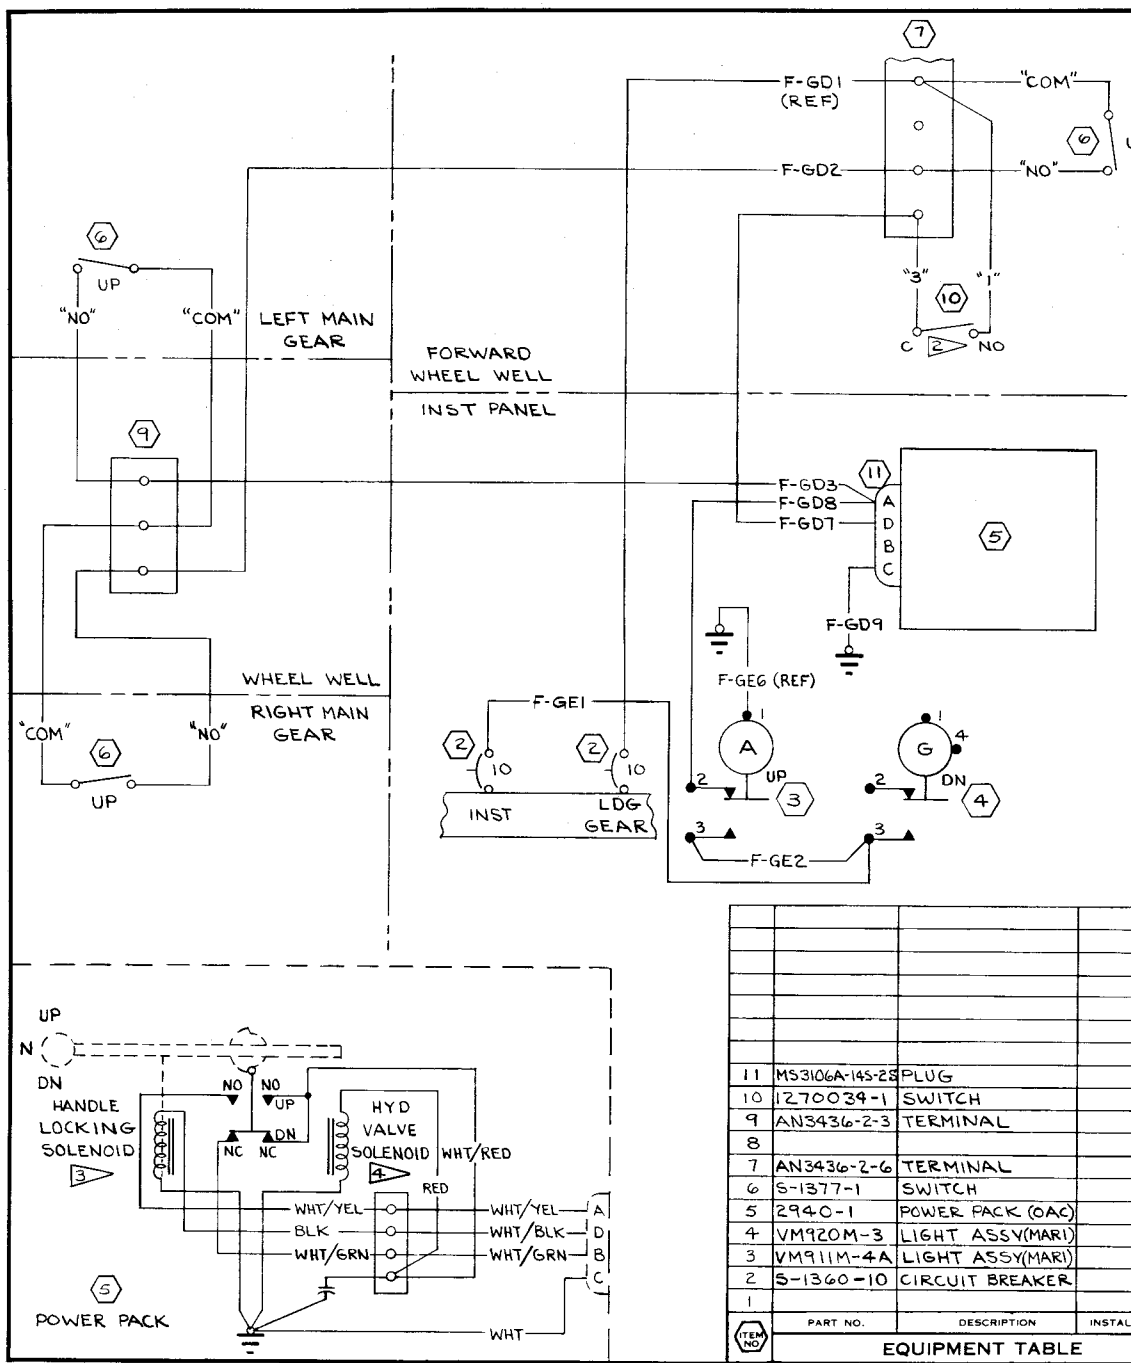 7
F-GD1
(REF)
"COM"
6
U
F-GD2
"NO"
6
UP
"NO"
"COM"
"3"
"1"
10
C
2
NO
LEFT MAIN
GEAR
FORWARD
WHEEL WELL
INST PANEL
9
11
F-GD3
F-GD8
F-GD7
A
D
B
C
5
F-GD9
WHEEL WELL
RIGHT MAIN
GEAR
F-GE6 (REF)
F-GE1
"COM"
"NO"
6
UP
2
10
2
10
INST
LDG
GEAR
1
A
UP
2
3
3
1
4
G
DN
2
4
3
F-GE2
UP
N
DN
HANDLE
LOCKING
SOLENOID
3
NO
NO
UP
DN
NC
NC
HYD
VALVE
SOLENOID
4
WHT/RED
RED
WHT/YEL
WHT/YEL
A
BLK
WHT/BLK
D
WHT/GRN
WHT/GRN
B
C
5
POWER PACK
WHT
11 MS3106A-14S-2S PLUG
10 1270034-1 SWITCH
9 AN3436-2-3 TERMINAL
8
7 AN3436-2-6 TERMINAL
6 S-1377-1 SWITCH
5 2940-1 POWER PACK (OAC)
4 VM920M-3 LIGHT ASSY(MARI)
3 VM911M-4A LIGHT ASSY(MARI)
2 S-1360-10 CIRCUIT BREAKER
1
ITEM NO PART NO. DESCRIPTION INSTAL
EQUIPMENT TABLE